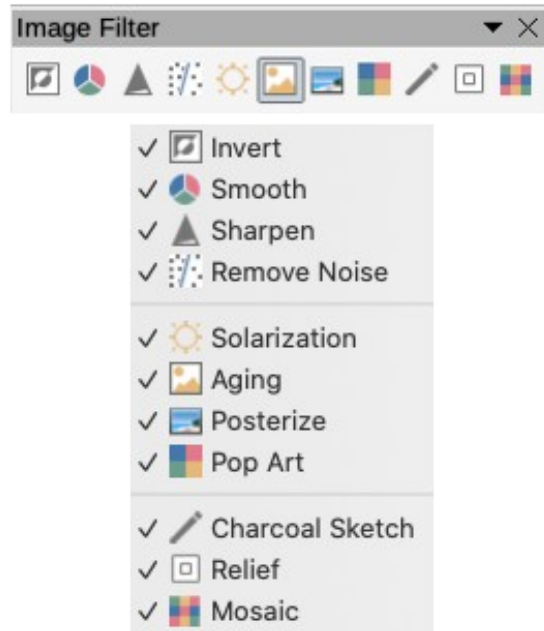 Image Filter
Invert
Smooth
Sharpen
Remove Noise
Solarization
Aging
Posterize
Pop Art
Charcoal Sketch
Relief
Mosaic